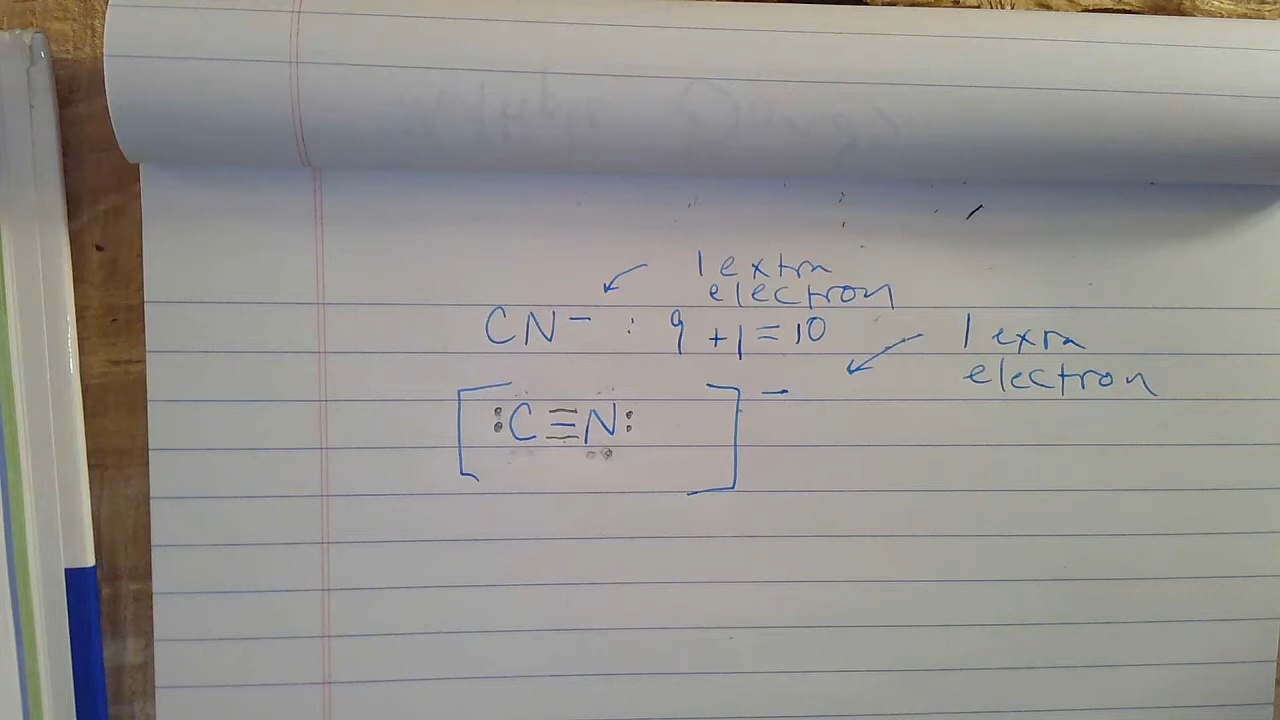 1 extra
electron
CN⁻ : 9 + 1 = 10
1 extra
electron
[:C≡N:]⁻